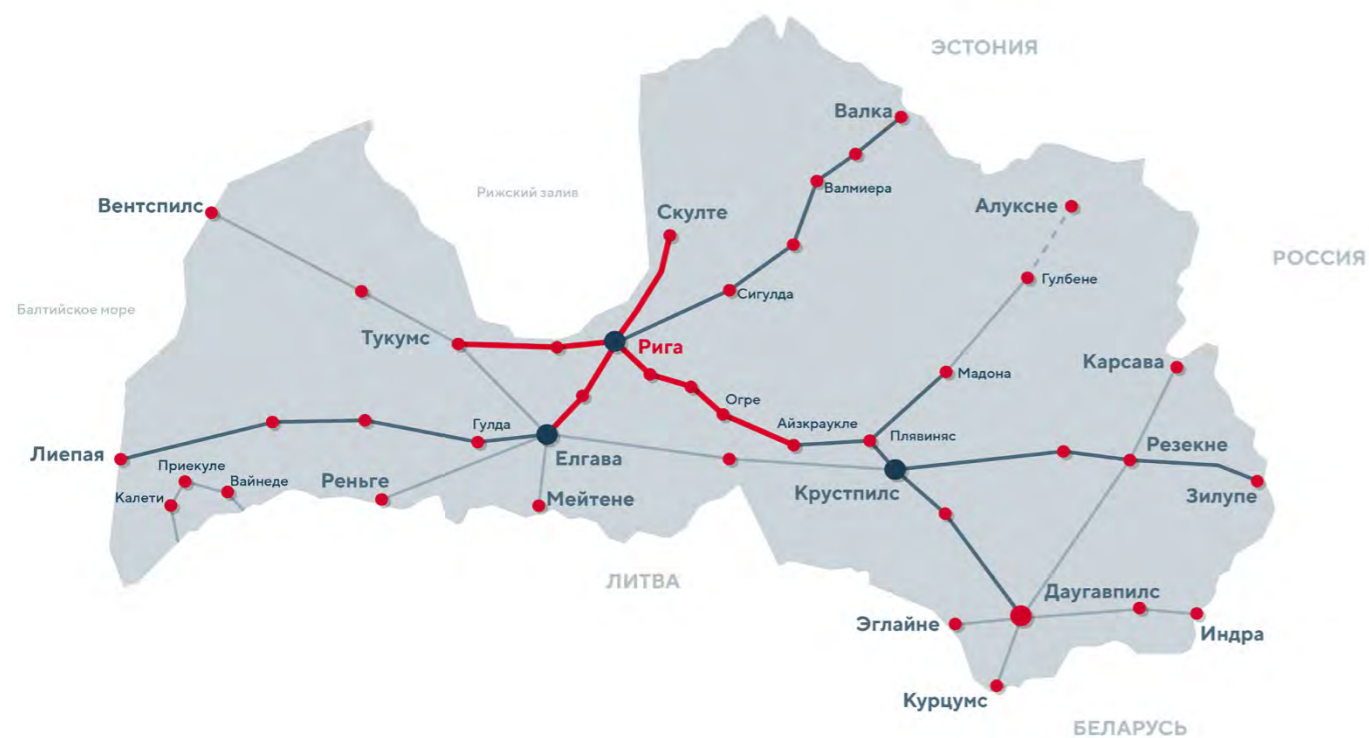 ЭСТОНИЯ
Валка
Рижский залив
Валмиера
Вентспилс
Скулте
Алуксне
РОССИЯ
Гулбене
Сигулда
Балтийское море
Тукумс
Рига
Карсава
Мадона
Огре
Гулда
Айзкраукле
Плявиняс
Лиепая
Елгава
Резекне
Приекуле
Вайнеде
Реньге
Калети
Мейтене
Крустпилс
Зилупе
ЛИТВА
Даугавпилс
Эглайне
Индра
Курцумс
БЕЛАРУСЬ